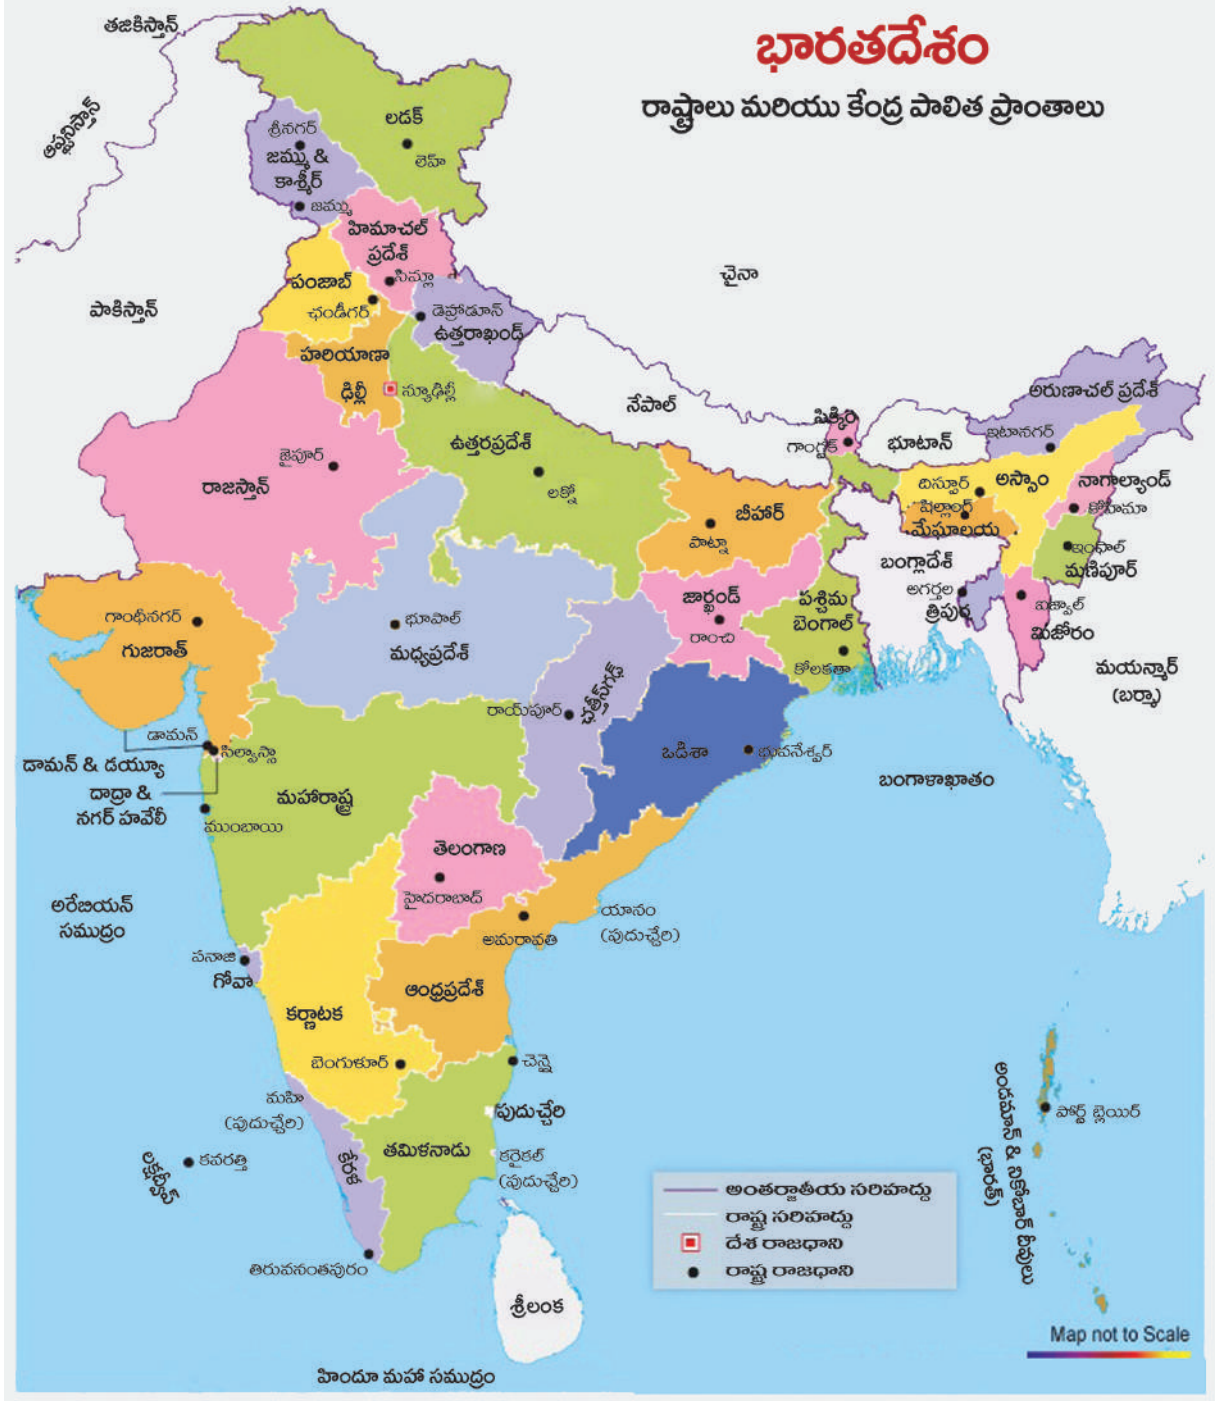 భారతదేశం
రాష్ట్రాలు మరియు కేంద్ర పాలిత ప్రాంతాలు
తజికిస్తాన్
ఆఫ్ఘనిస్తాన్
లడక్
లెహ్
శ్రీనగర్
జమ్ము &
కాశ్మీర్
జమ్ము
హిమాచల్
ప్రదేశ్
సిమ్లా
చైనా
పాకిస్తాన్
పంజాబ్
ఛండీగర్
డెహ్రాడూన్
ఉత్తరాఖండ్
హరియాణా
ఢిల్లీ
న్యూఢిల్లీ
నేపాల్
అరుణాచల్ ప్రదేశ్
ఇటానగర్
సిక్కిం
గాంగ్టక్
భూటాన్
ఉత్తరప్రదేశ్
లక్నో
జైపూర్
రాజస్తాన్
దిస్పూర్
అస్సాం
నాగాల్యాండ్
కోహిమా
షిల్లాంగ్
మేఘాలయ
బీహార్
పాట్నా
ఇంఫాల్
మణిపూర్
బంగ్లాదేశ్
అగర్తల
త్రిపుర
ఐజ్వాల్
మిజోరం
జార్ఖండ్
రాంచి
పశ్చిమ
బెంగాల్
కోలకతా
గాంధీనగర్
గుజరాత్
భూపాల్
మధ్యప్రదేశ్
మయన్మార్
(బర్మా)
రాయ్‌పూర్
ఛత్తీస్‌గఢ్
డామన్
సిల్వాస్సా
డామన్ & డయ్యూ
దాద్రా &
నగర్ హవేలీ
ఒడిశా
భువనేశ్వర్
బంగాళాఖాతం
మహారాష్ట్ర
ముంబాయి
తెలంగాణ
హైదరాబాద్
అరేబియన్
సముద్రం
యానం
(పుదుచ్చేరి)
అమరావతి
పనాజి
గోవా
ఆంధ్రప్రదేశ్
కర్ణాటక
బెంగుళూర్
చెన్నై
మహి
(పుదుచ్చేరి)
పుదుచ్చేరి
పోర్ట్ బ్లెయిర్
అండమాన్ & నికోబార్ దీవులు
(భారత్)
తమిళనాడు
కేరళ
కరైకల్
(పుదుచ్చేరి)
కవరత్తి
తిరువనంతపురం
శ్రీలంక
అంతర్జాతీయ సరిహద్దు
రాష్ట్ర సరిహద్దు
దేశ రాజధాని
రాష్ట్ర రాజధాని
Map not to Scale
హిందూ మహా సముద్రం